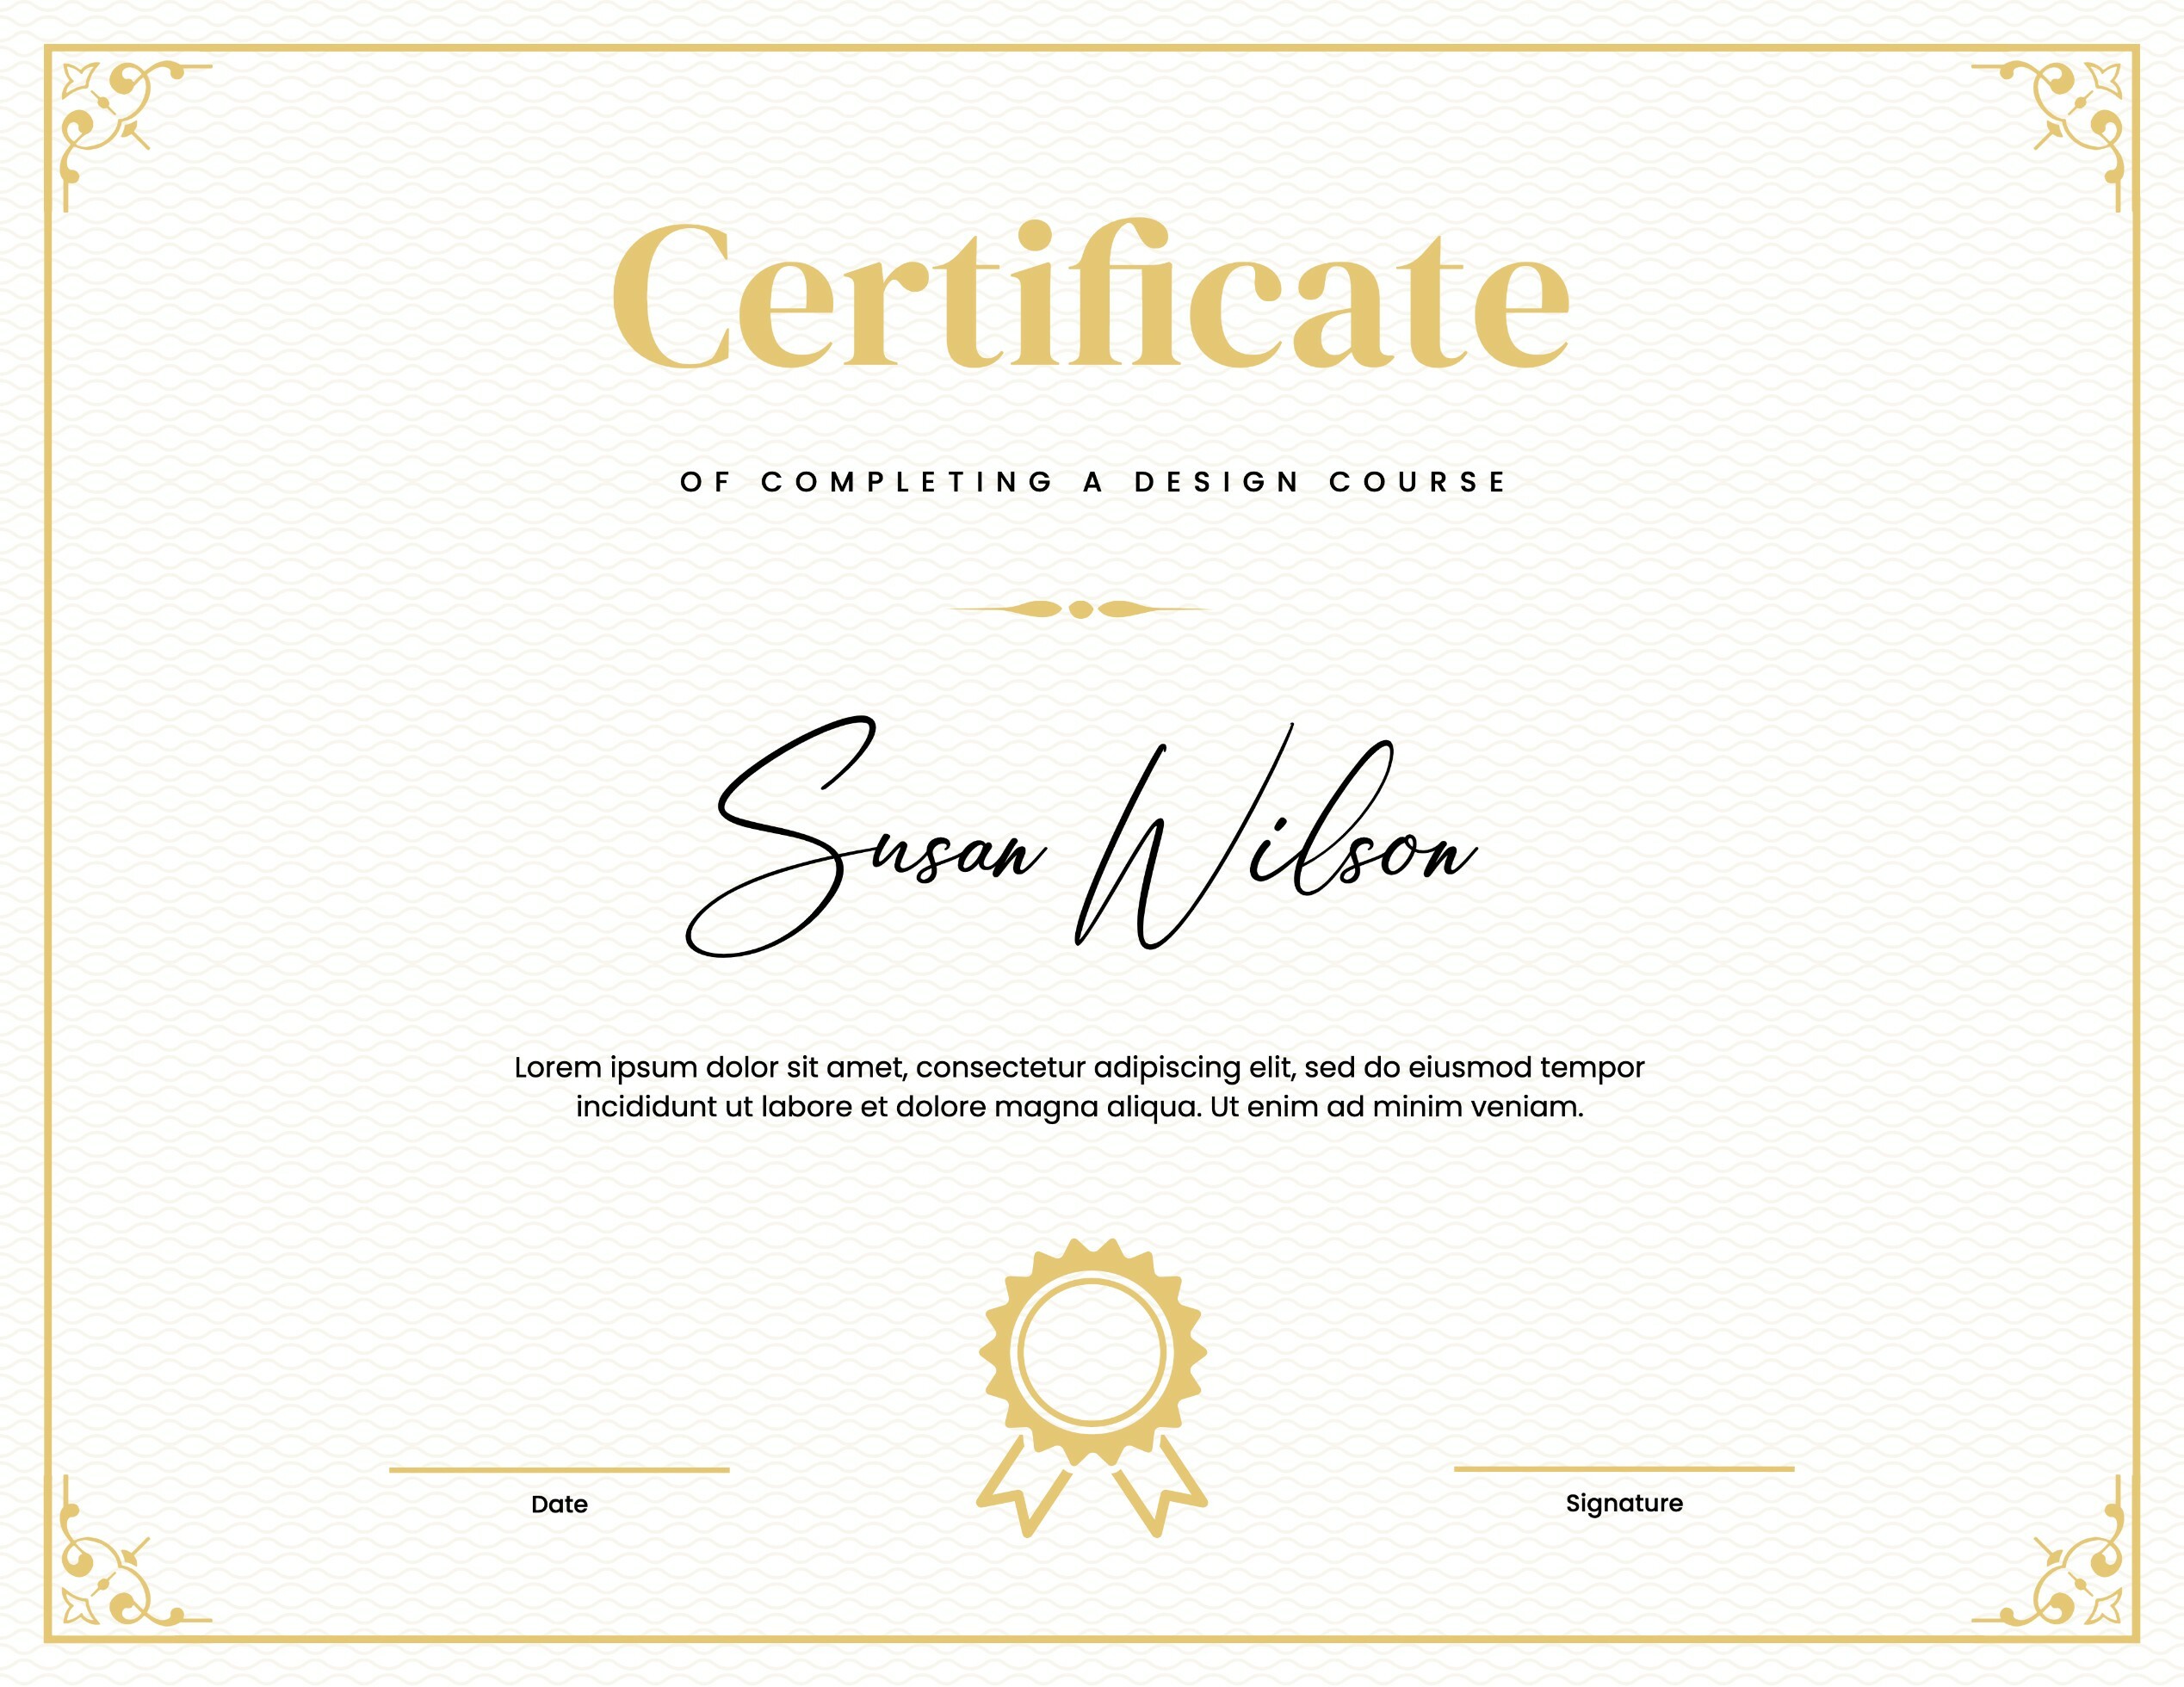 Certificate
OF COMPLETING A DESIGN COURSE
Susan Wilson
Lorem ipsum dolor sit amet, consectetur adipiscing elit, sed do eiusmod tempor
incididunt ut labore et dolore magna aliqua. Ut enim ad minim veniam.
Date
Signature